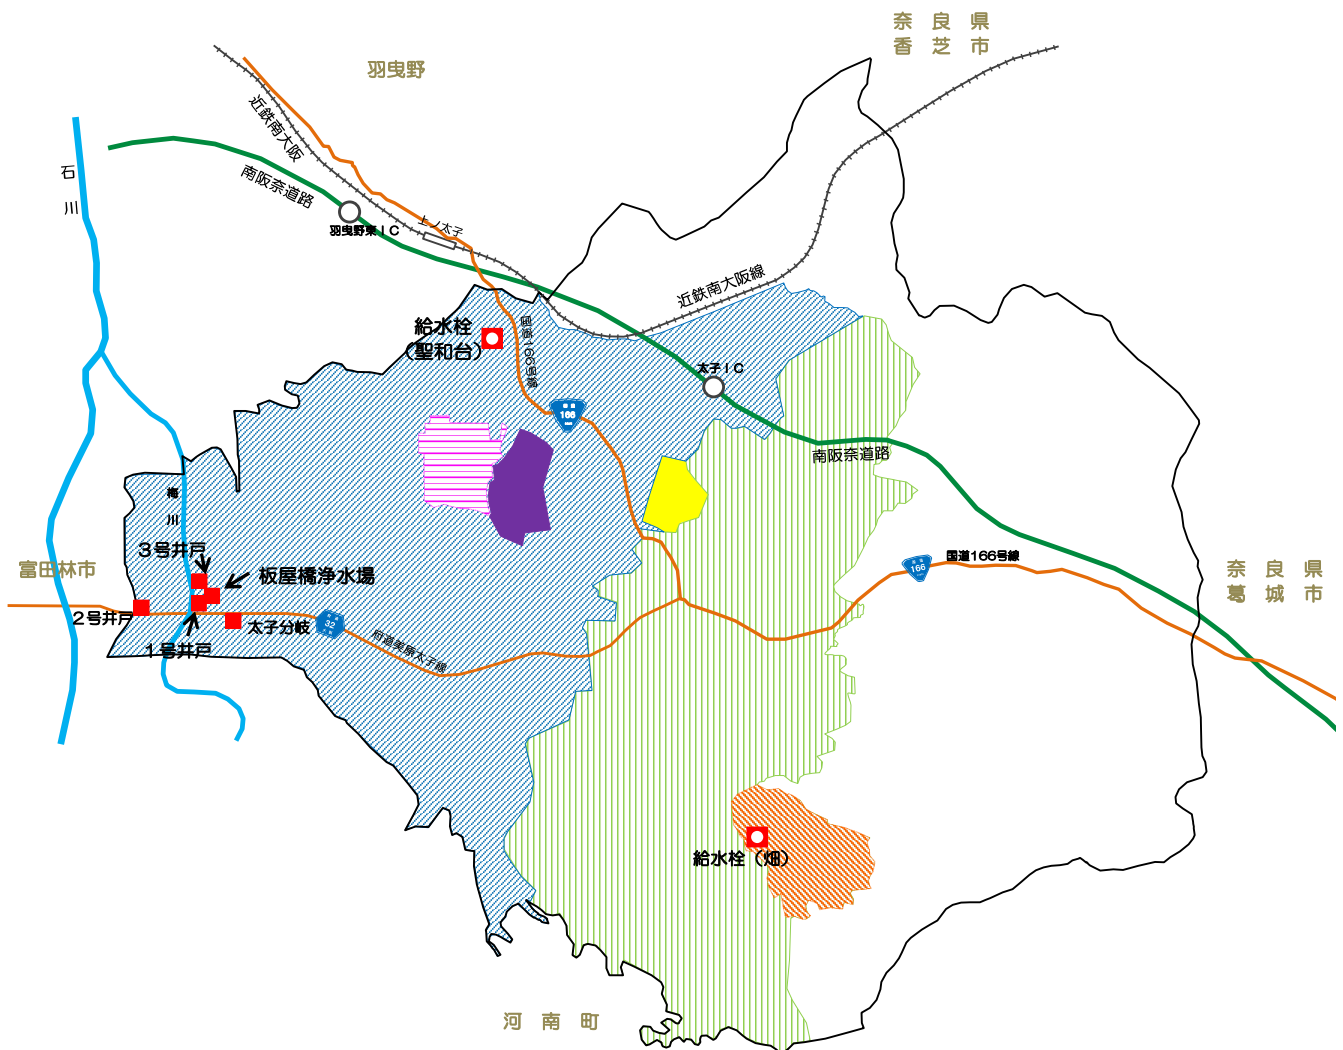 奈良県
香芝市
羽曳野
近鉄南大阪
石川
南阪奈道路
上ノ太子
羽曳野東ＩＣ
近鉄南大阪線
給水栓
（聖和台）
国道166号線
太子ＩＣ
166
南阪奈道路
梅川
３号井戸
国道166号線
166
富田林市
板屋橋浄水場
奈良県
葛城市
２号井戸
太子分岐
32
１号井戸
府道美原太子線
給水栓（畑）
河南町